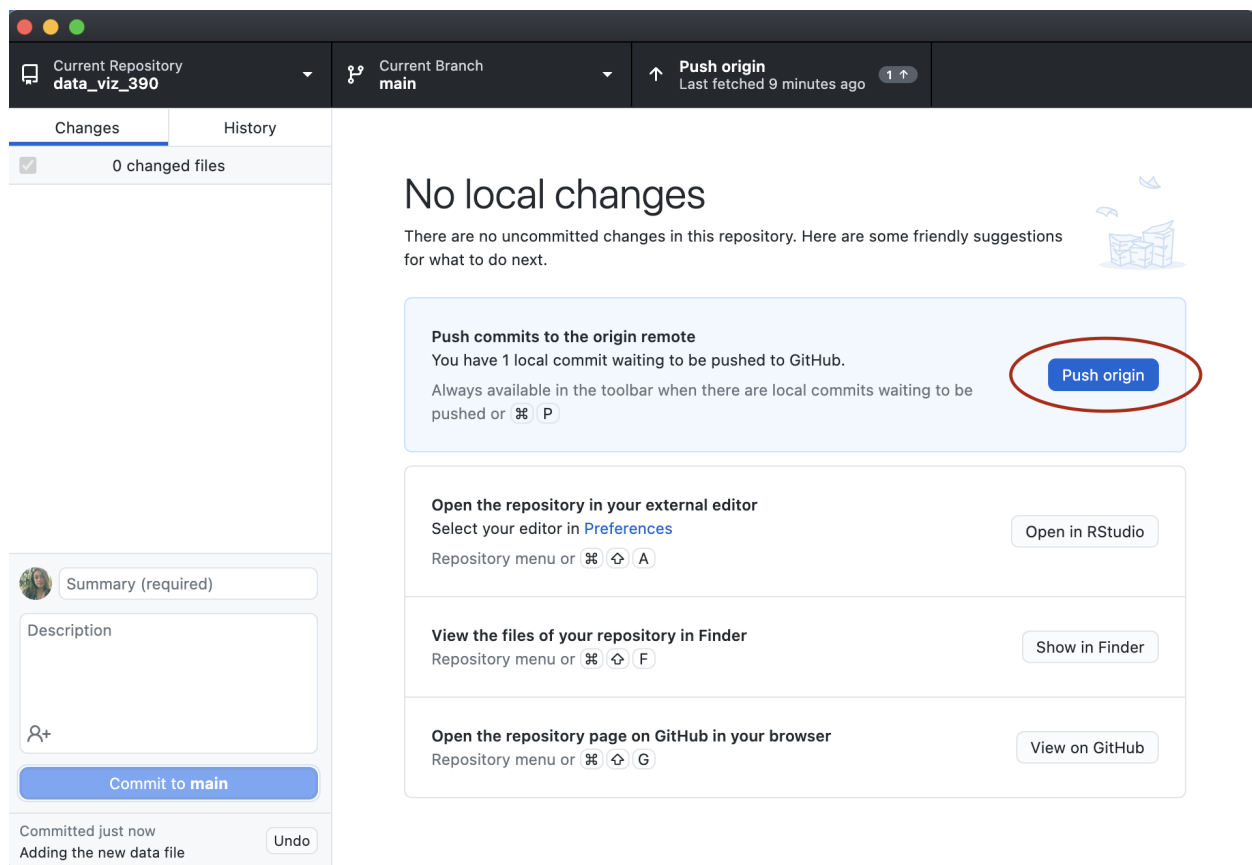 Current Repository
data_viz_390
Current Branch
main
Push origin
Last fetched 9 minutes ago
1 ↑
Changes
History
0 changed files
No local changes
There are no uncommitted changes in this repository. Here are some friendly suggestions
for what to do next.
Push commits to the origin remote
You have 1 local commit waiting to be pushed to GitHub.
Always available in the toolbar when there are local commits waiting to be
pushed or ⌘ P
Push origin
Open the repository in your external editor
Select your editor in Preferences
Repository menu or ⌘ ⇧ A
Open in RStudio
View the files of your repository in Finder
Repository menu or ⌘ ⇧ F
Show in Finder
Open the repository page on GitHub in your browser
Repository menu or ⌘ ⇧ G
View on GitHub
Summary (required)
Description
Commit to main
Committed just now
Adding the new data file
Undo